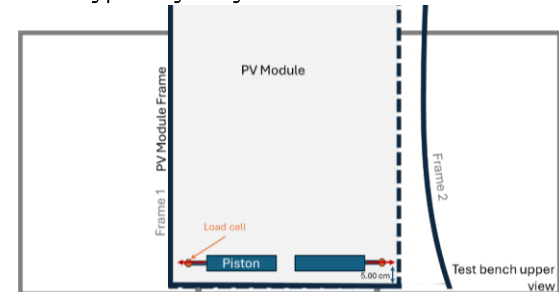 PV Module
PV Module Frame
Frame 1
Frame 2
Load cell
Piston
5.00 cm
Test bench upper
view